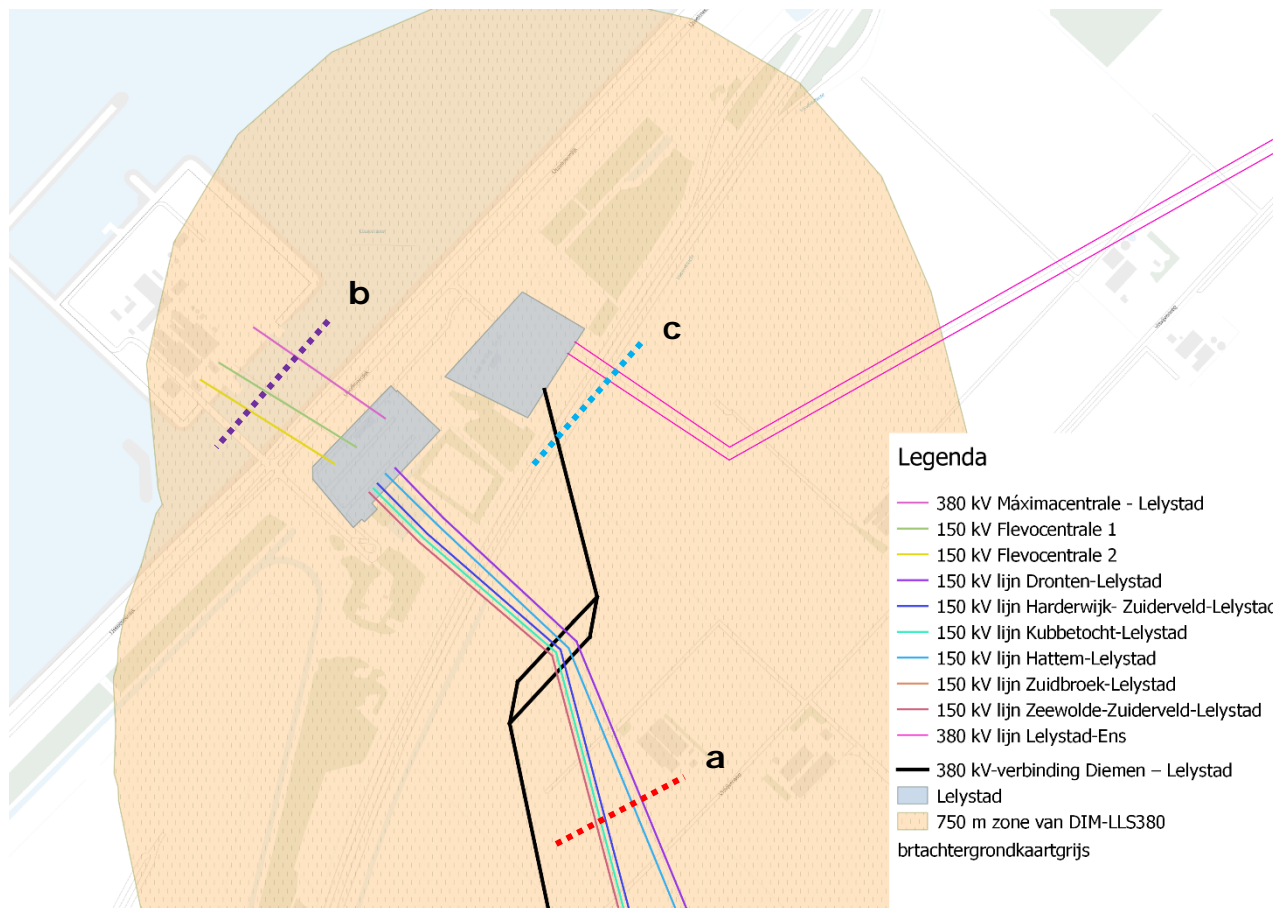 b
c
a
Legenda
380 kV Máximacentrale - Lelystad
150 kV Flevocentrale 1
150 kV Flevocentrale 2
150 kV lijn Dronten-Lelystad
150 kV lijn Harderwijk- Zuiderveld-Lelystad
150 kV lijn Kubbetocht-Lelystad
150 kV lijn Hattem-Lelystad
150 kV lijn Zuidbroek-Lelystad
150 kV lijn Zeewolde-Zuiderveld-Lelystad
380 kV lijn Lelystad-Ens
380 kV-verbinding Diemen – Lelystad
Lelystad
750 m zone van DIM-LLS380
brtachtergrondkaartgrijs